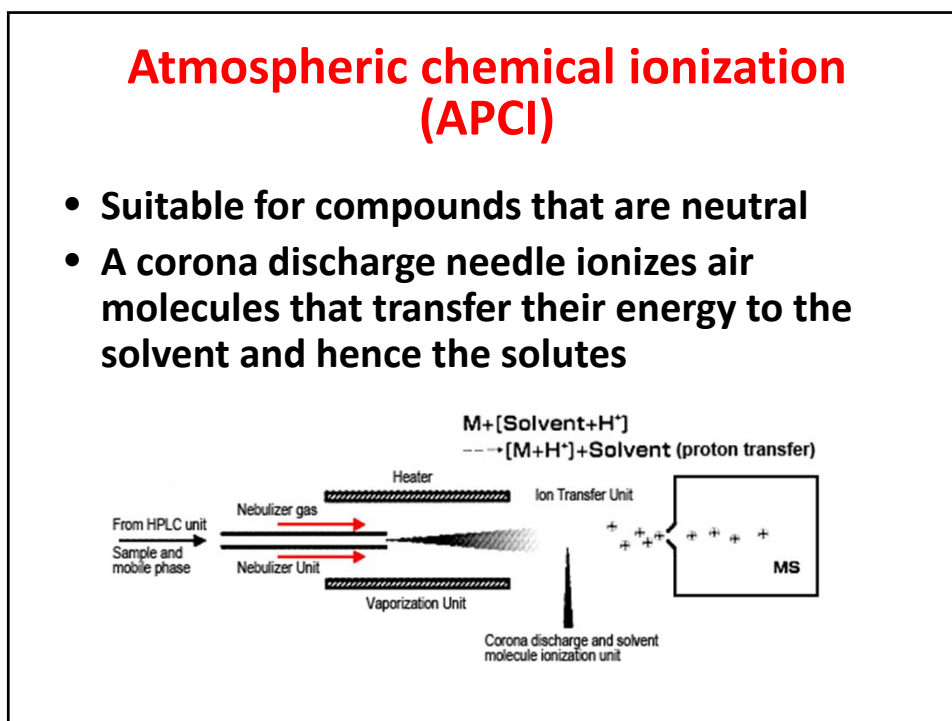 Atmospheric chemical ionization
(APCI)
• Suitable for compounds that are neutral
• A corona discharge needle ionizes air
molecules that transfer their energy to the
solvent and hence the solutes
M+[Solvent+H⁺]
---→[M+H⁺]+Solvent (proton transfer)
Heater
Ion Transfer Unit
Nebulizer gas
From HPLC unit
Sample and
mobile phase
Nebulizer Unit
MS
Vaporization Unit
Corona discharge and solvent
molecule ionization unit